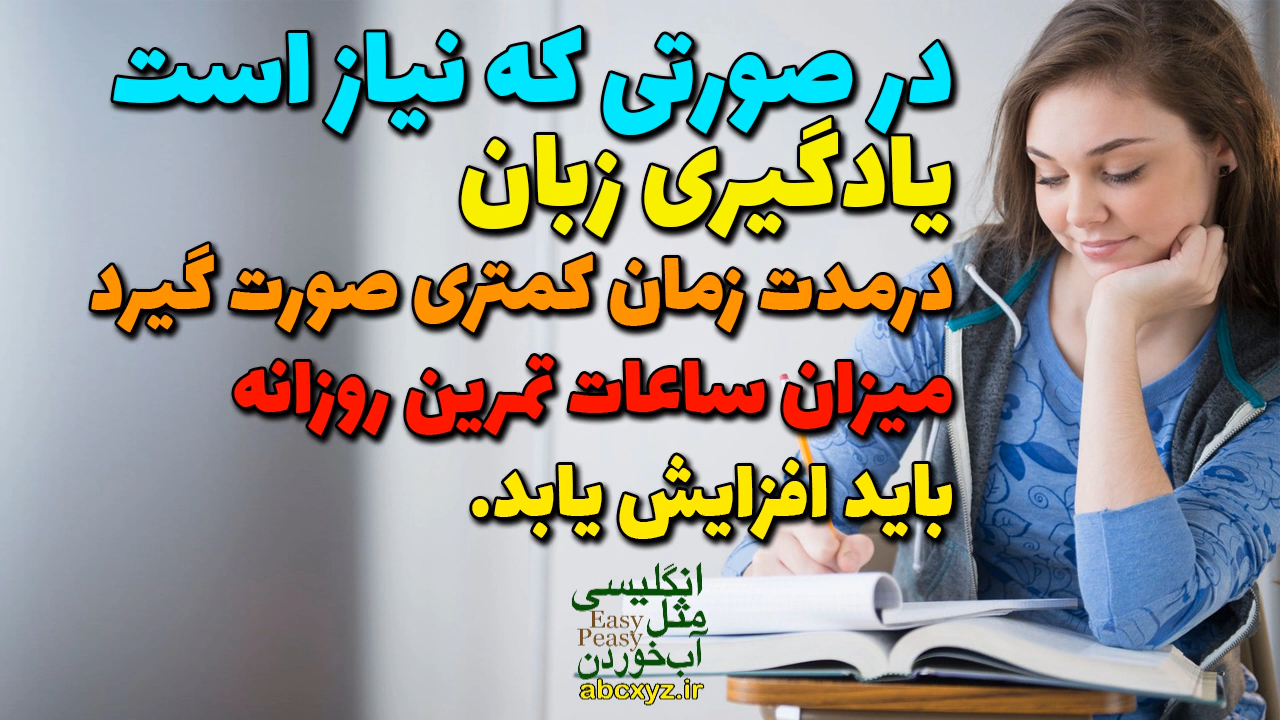 در صورتی که نیاز است
یادگیری زبان
درمدت زمان کمتری صورت گیرد
میزان ساعات تمرین روزانه
باید افزایش یابد.
انگلیسی
مثل
Easy
Peasy
آب‌خوردن
abcxyz.ir